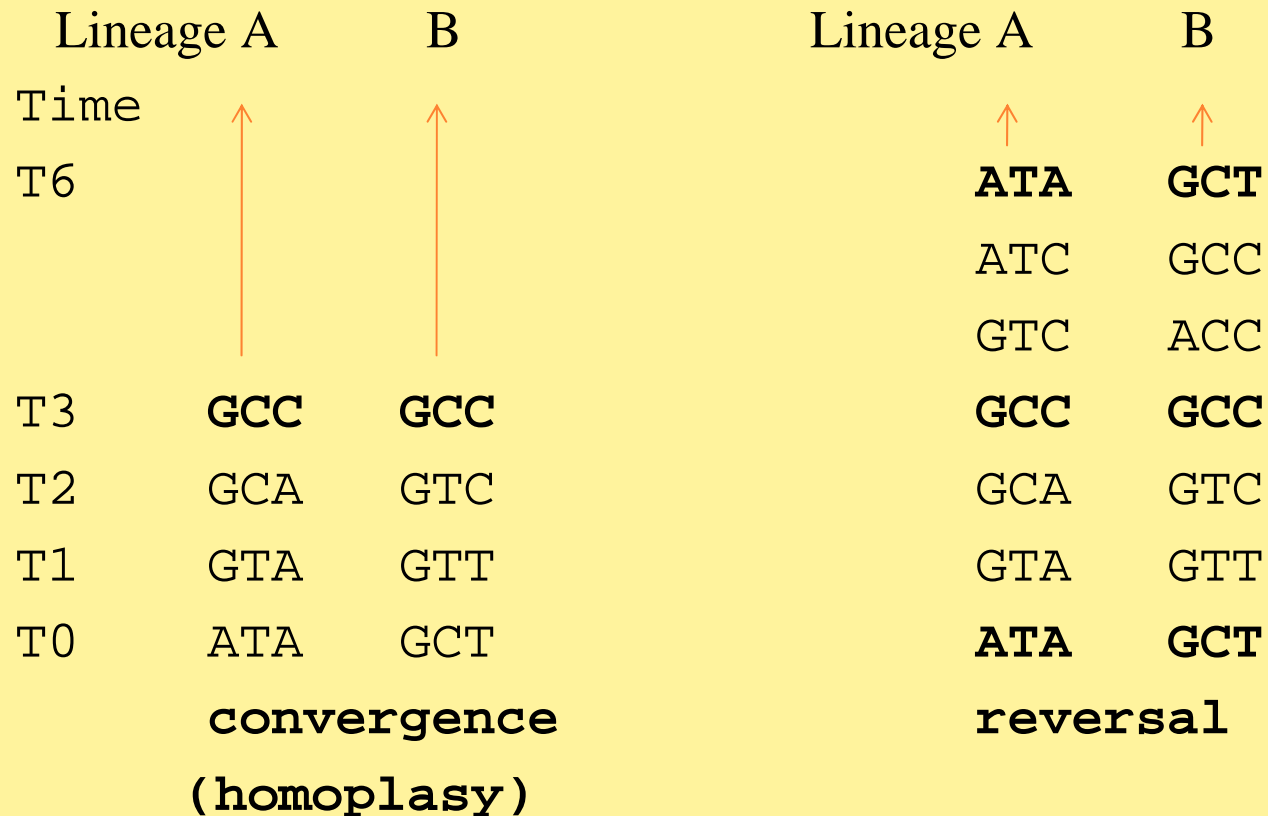 Lineage A B Lineage A B
Time
T6 ATA GCT
ATC GCC
GTC ACC
T3 GCC GCC GCC GCC
T2 GCA GTC GCA GTC
T1 GTA GTT GTA GTT
T0 ATA GCT ATA GCT
convergence reversal
(homoplasy)